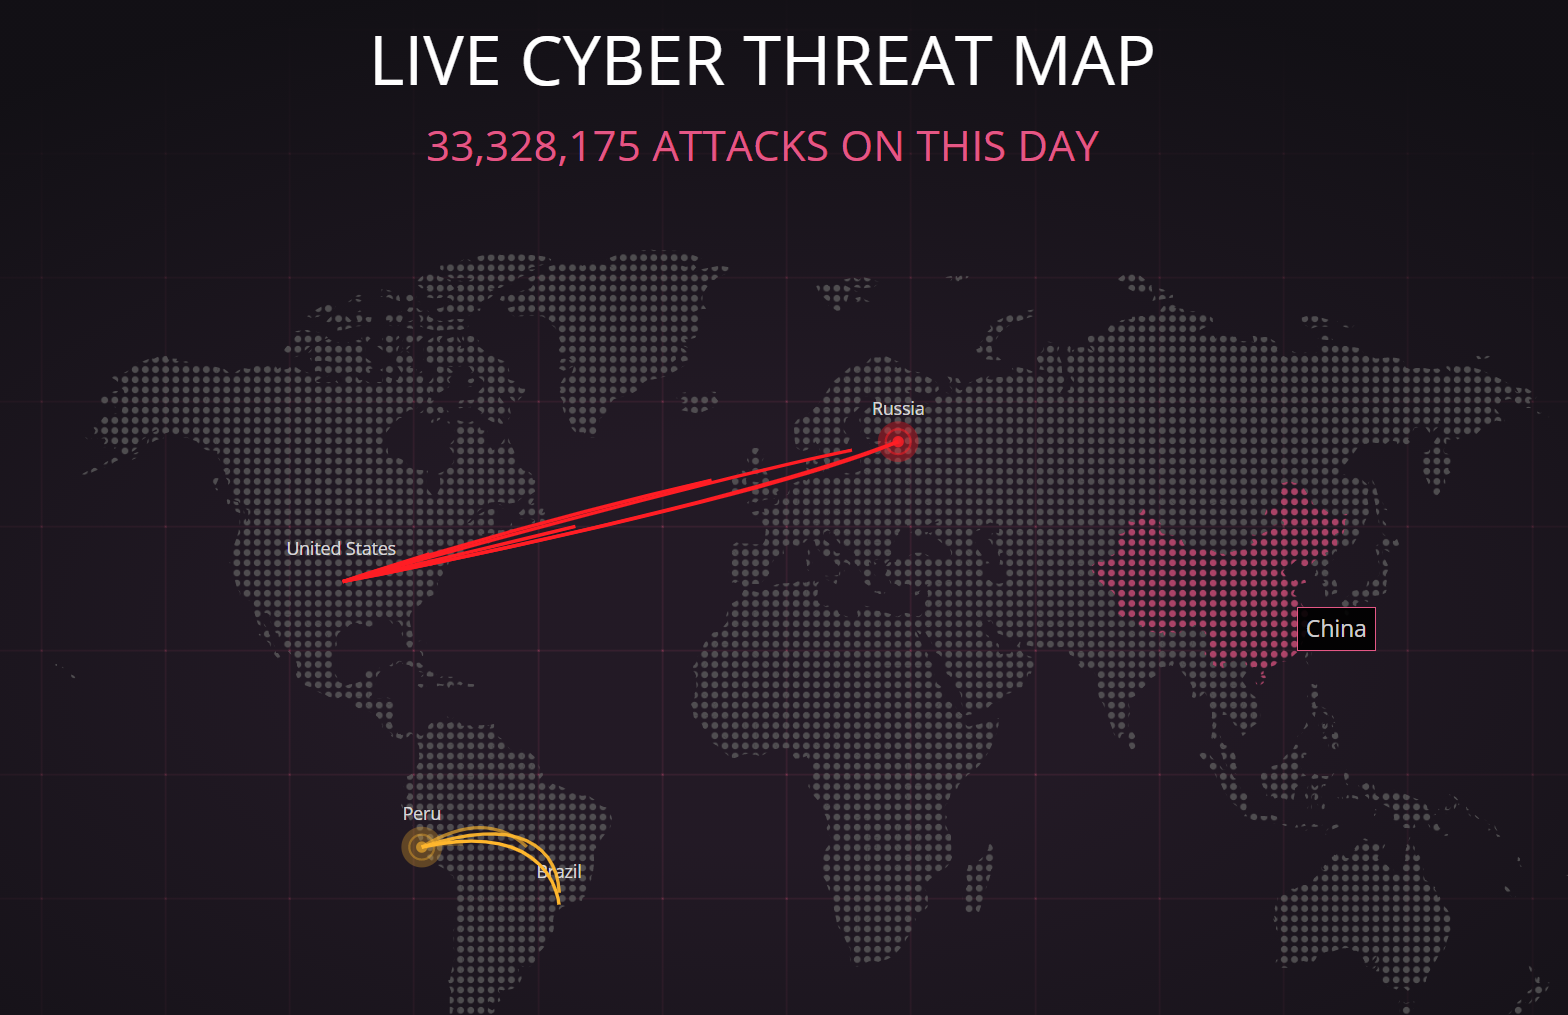 LIVE CYBER THREAT MAP
33,328,175 ATTACKS ON THIS DAY
Russia
United States
China
Peru
Brazil